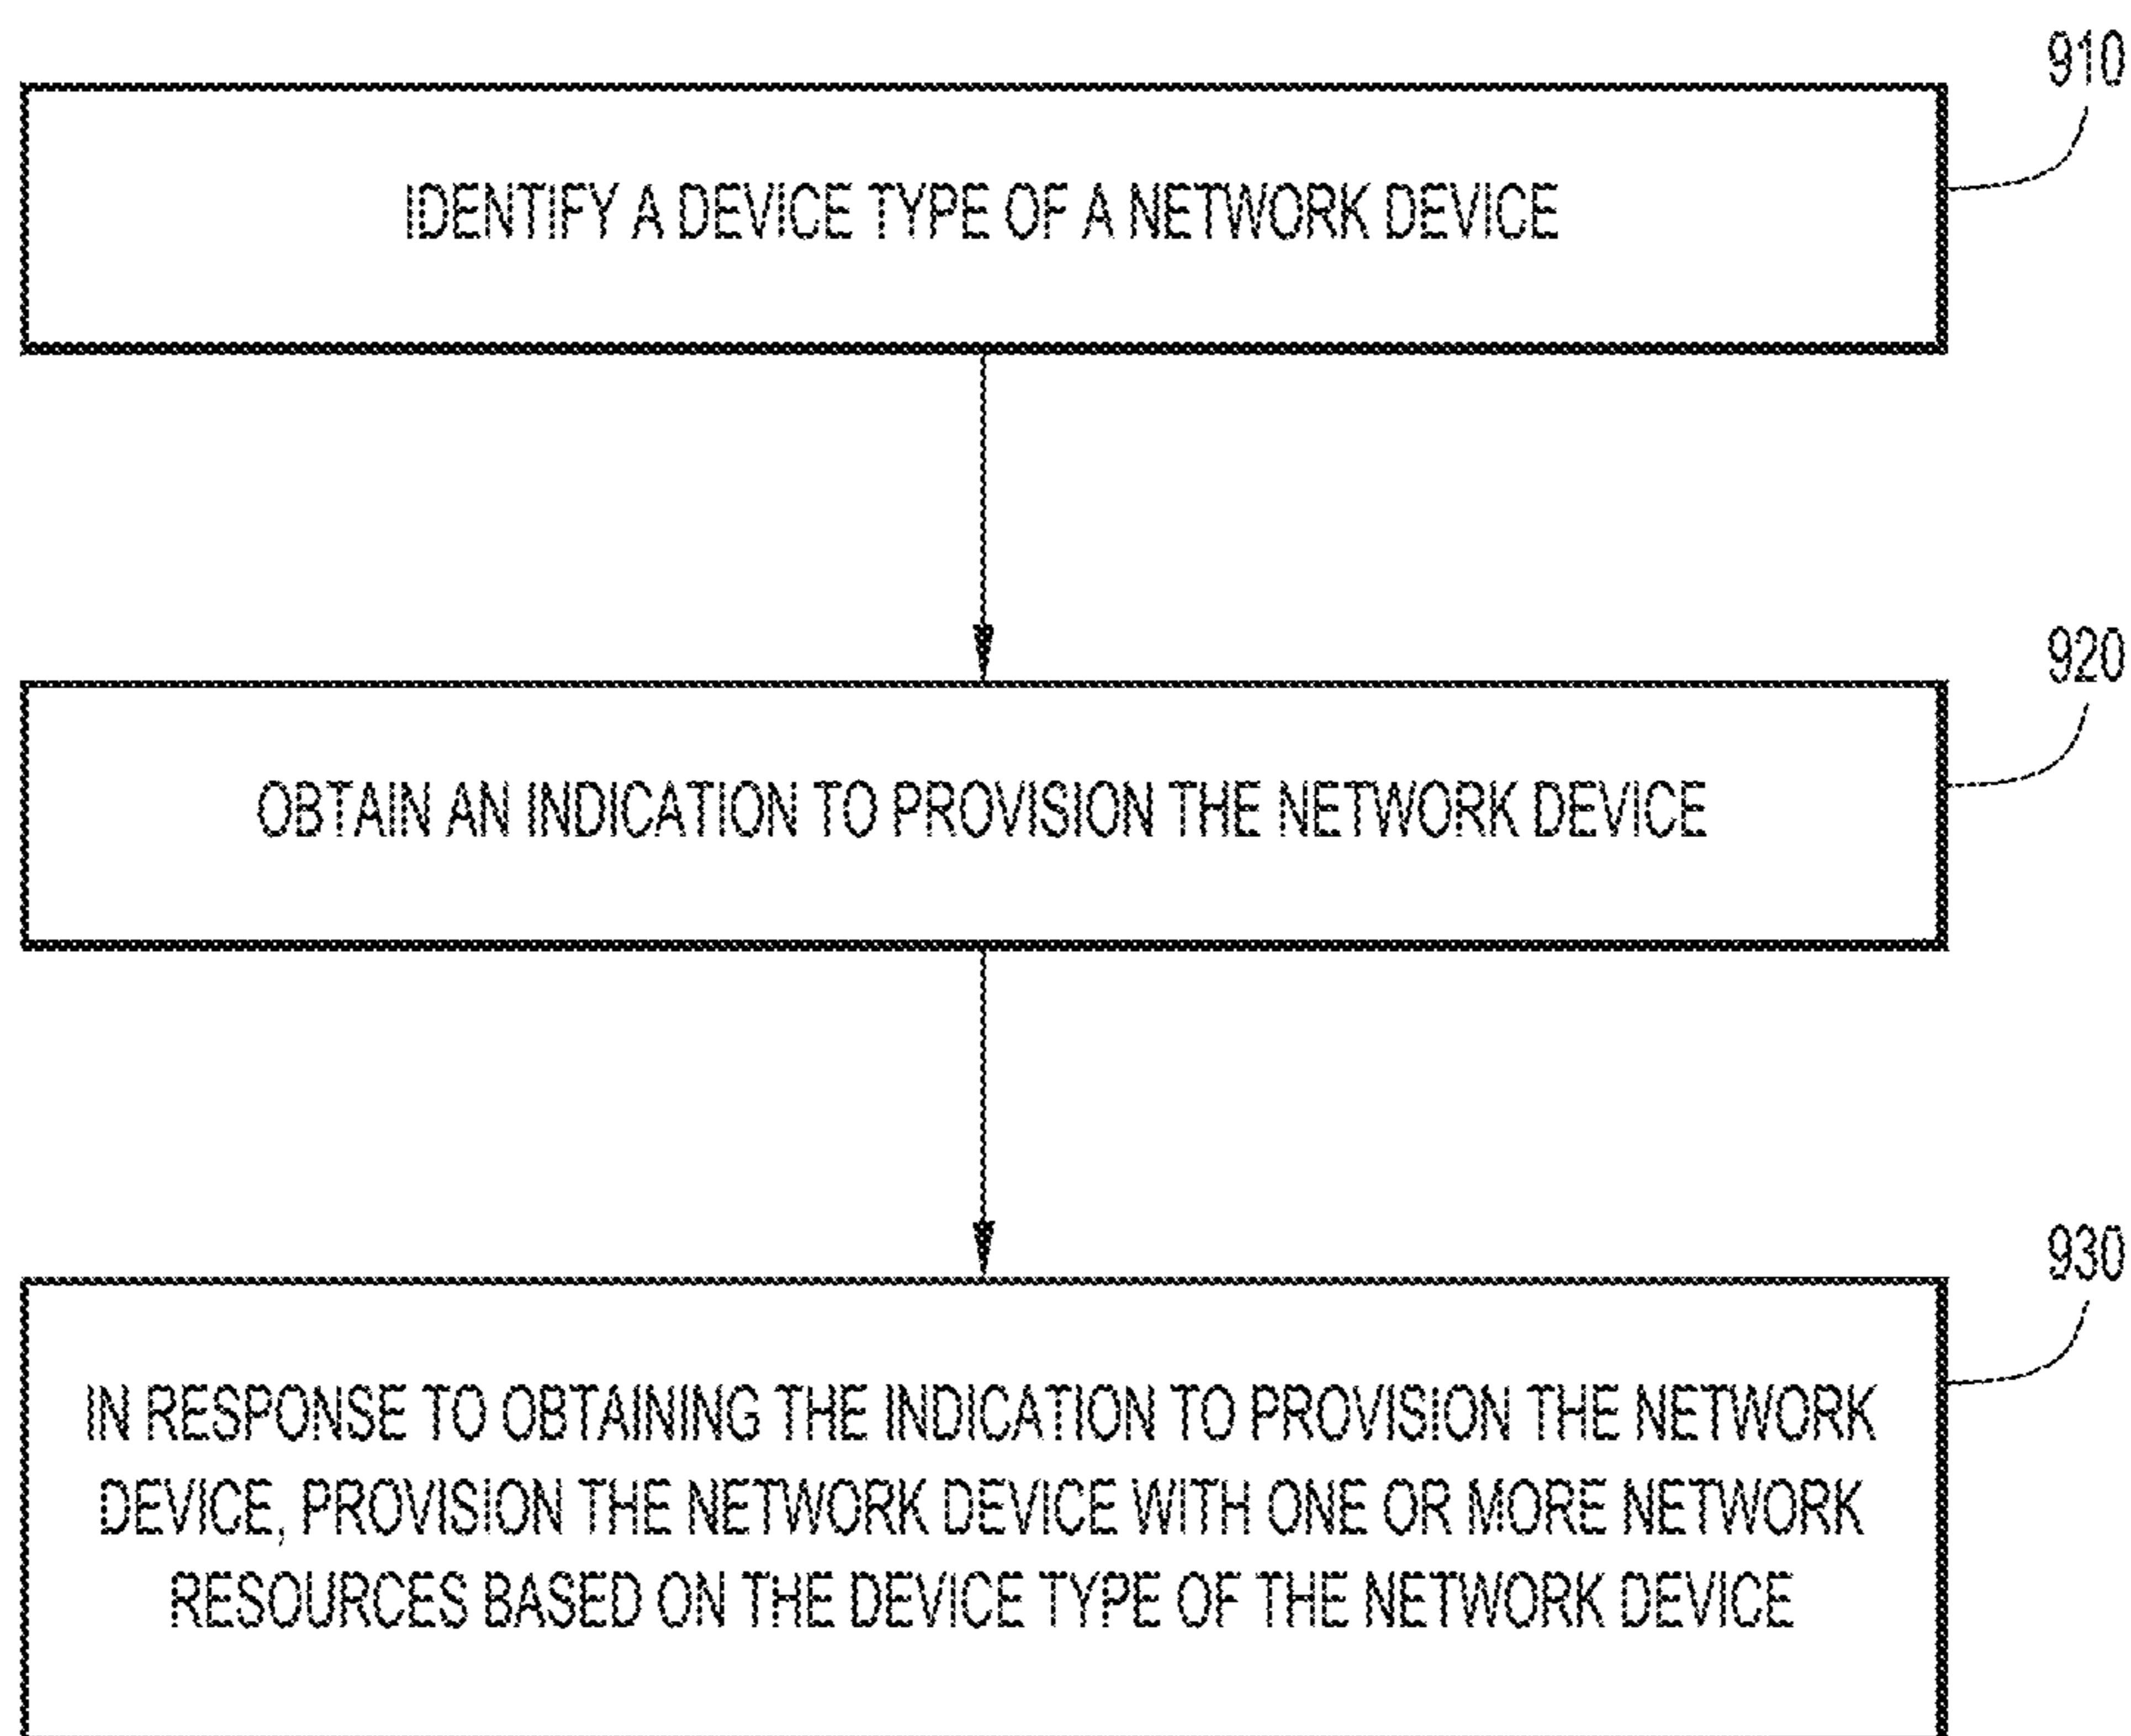 910
IDENTIFY A DEVICE TYPE OF A NETWORK DEVICE
920
OBTAIN AN INDICATION TO PROVISION THE NETWORK DEVICE
930
IN RESPONSE TO OBTAINING THE INDICATION TO PROVISION THE NETWORK
DEVICE, PROVISION THE NETWORK DEVICE WITH ONE OR MORE NETWORK
RESOURCES BASED ON THE DEVICE TYPE OF THE NETWORK DEVICE